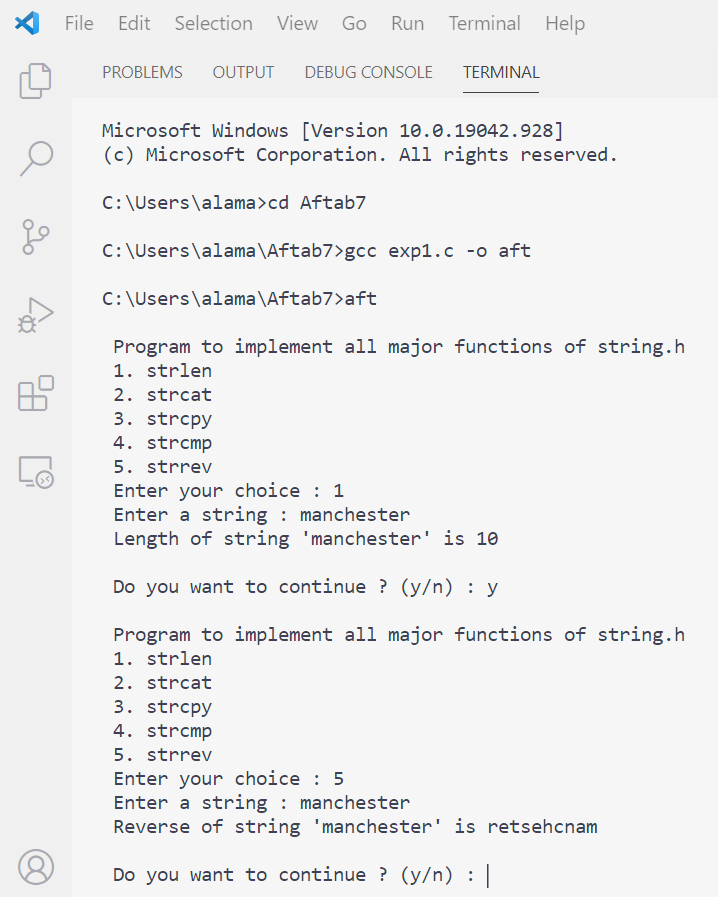 File Edit Selection View Go Run Terminal Help
PROBLEMS OUTPUT DEBUG CONSOLE TERMINAL
Microsoft Windows [Version 10.0.19042.928]
(c) Microsoft Corporation. All rights reserved.
C:\Users\alama>cd Aftab7
C:\Users\alama\Aftab7>gcc exp1.c -o aft
C:\Users\alama\Aftab7>aft
Program to implement all major functions of string.h
1. strlen
2. strcat
3. strcpy
4. strcmp
5. strrev
Enter your choice : 1
Enter a string : manchester
Length of string 'manchester' is 10
Do you want to continue ? (y/n) : y
Program to implement all major functions of string.h
1. strlen
2. strcat
3. strcpy
4. strcmp
5. strrev
Enter your choice : 5
Enter a string : manchester
Reverse of string 'manchester' is retsehcnam
Do you want to continue ? (y/n) :